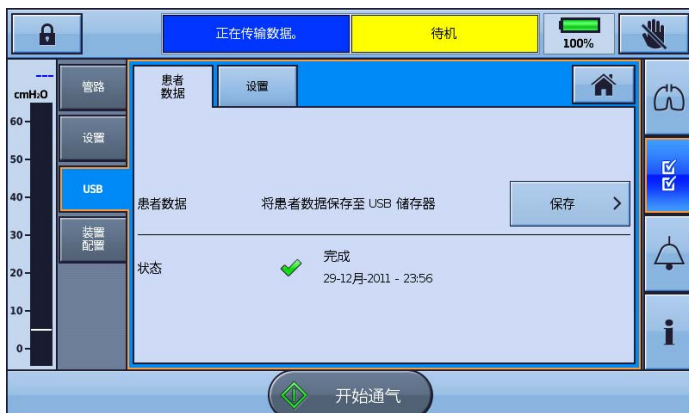 正在传输数据。
待机
100%
---
cmH₂O
60
50
40
30
20
10
0
管路
设置
USB
装置
配置
患者
数据
设置
患者数据
将患者数据保存至 USB 储存器
保存
状态
完成
29-12月-2011 - 23:56
开始通气